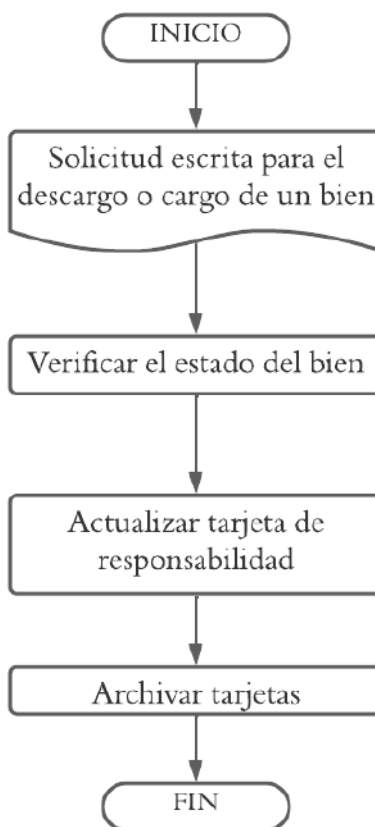 INICIO
Solicitud escrita para el
descargo o cargo de un bien
Verificar el estado del bien
Actualizar tarjeta de
responsabilidad
Archivar tarjetas
FIN